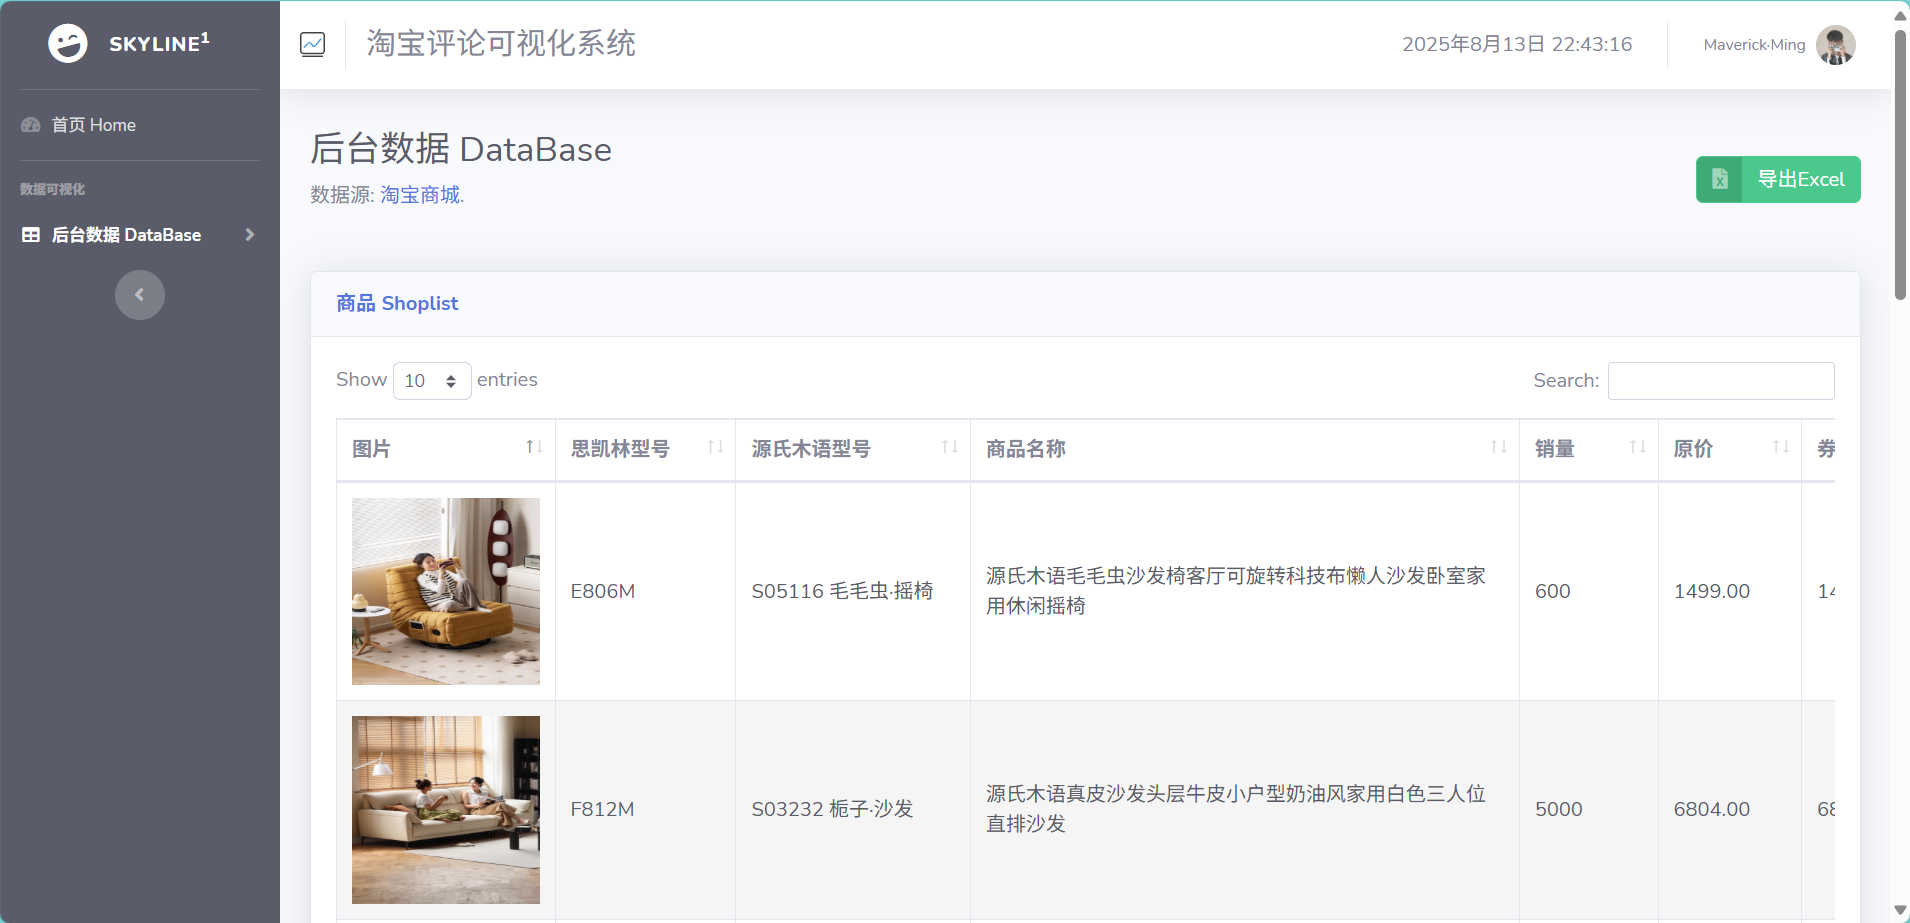 SKYLINE1
淘宝评论可视化系统
2025年8月13日 22:43:16
Maverick·Ming
首页 Home
数据可视化
后台数据 DataBase
后台数据 DataBase
数据源: 淘宝商城.
导出Excel
商品 Shoplist
Show 10 entries
Search:
图片 思凯林型号 源氏木语型号 商品名称 销量 原价 券
E806M S05116 毛毛虫·摇椅 源氏木语毛毛虫沙发椅客厅可旋转科技布懒人沙发卧室家 600 1499.00 14
用休闲摇椅
F812M S03232 栀子·沙发 源氏木语真皮沙发头层牛皮小户型奶油风家用白色三人位 5000 6804.00 68
直排沙发